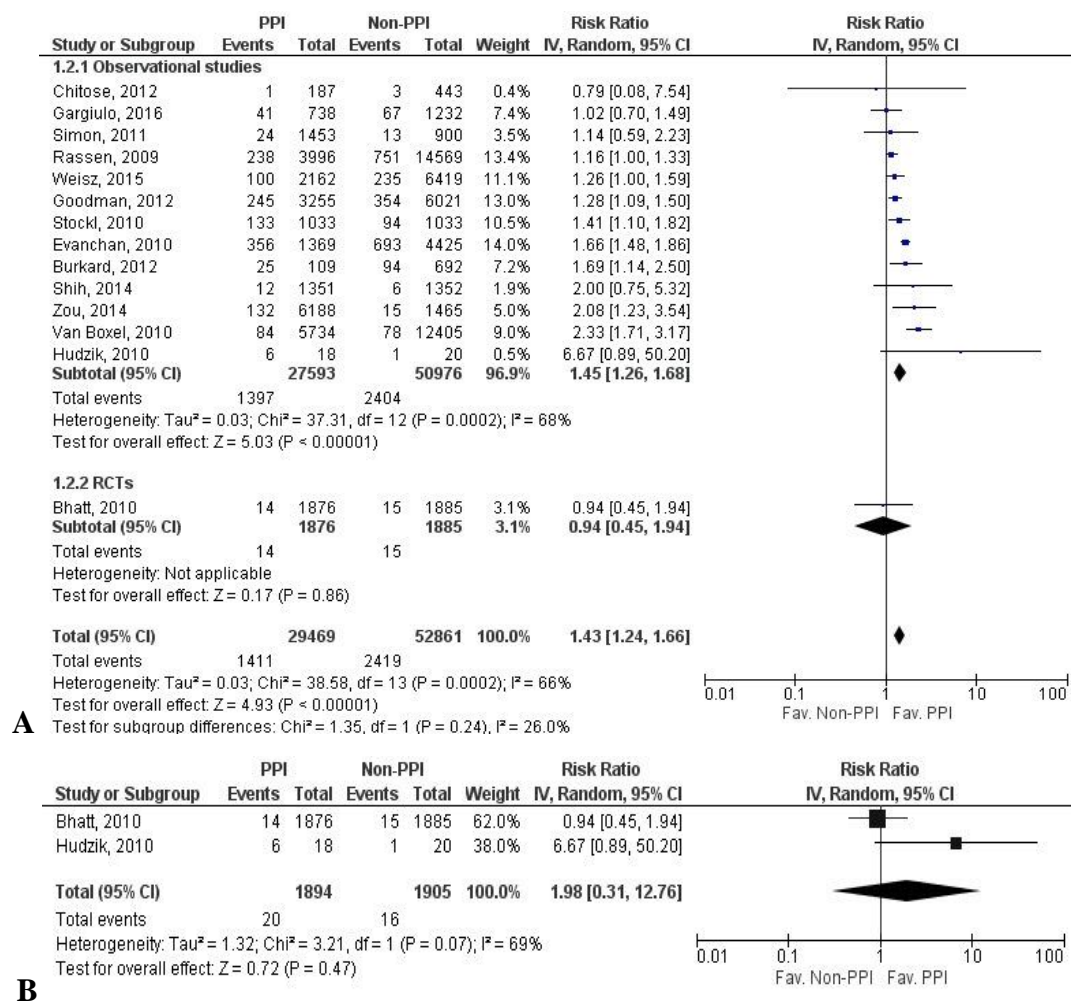 PPI Non-PPI Risk Ratio Risk Ratio
Study or Subgroup Events Total Events Total Weight IV, Random, 95% CI IV, Random, 95% CI
1.2.1 Observational studies
Chitose, 2012 1 187 3 443 0.4% 0.79 [0.08, 7.54]
Gargiulo, 2016 41 738 67 1232 7.4% 1.02 [0.70, 1.49]
Simon, 2011 24 1453 13 900 3.5% 1.14 [0.59, 2.23]
Rassen, 2009 238 3996 751 14569 13.4% 1.16 [1.00, 1.33]
Weisz, 2015 100 2162 235 6419 11.1% 1.26 [1.00, 1.59]
Goodman, 2012 245 3255 354 6021 12.9% 1.28 [1.09, 1.50]
Stockl, 2010 133 1033 94 1033 10.5% 1.41 [1.10, 1.82]
Evanchan, 2010 356 1369 693 4425 14.0% 1.66 [1.48, 1.86]
Burkard, 2012 25 109 94 692 7.2% 1.69 [1.14, 2.50]
Shih, 2014 12 1351 6 1352 1.9% 2.00 [0.75, 5.32]
Zou, 2014 132 6188 15 1465 5.0% 2.08 [1.23, 3.54]
Van Boxel, 2010 84 5734 78 12405 9.0% 2.33 [1.71, 3.17]
Hudzik, 2010 6 18 1 20 0.5% 6.67 [0.89, 50.20]
Subtotal (95% CI) 27593 50976 96.9% 1.45 [1.26, 1.68]
Total events 1397 2404
Heterogeneity: Tau² = 0.03; Chi² = 37.31, df = 12 (P = 0.0002); I² = 68%
Test for overall effect: Z = 5.03 (P < 0.00001)
1.2.2 RCTs
Bhatt, 2010 14 1876 15 1885 3.1% 0.94 [0.45, 1.94]
Subtotal (95% CI) 1876 1885 3.1% 0.94 [0.45, 1.94]
Total events 14 15
Heterogeneity: Not applicable
Test for overall effect: Z = 0.17 (P = 0.86)
Total (95% CI) 29469 52861 100.0% 1.43 [1.24, 1.66]
Total events 1411 2419
Heterogeneity: Tau² = 0.03; Chi² = 38.58, df = 13 (P = 0.0002); I² = 66%
Test for overall effect: Z = 4.93 (P < 0.00001)
Test for subgroup differences: Chi² = 1.35, df = 1 (P = 0.24), I² = 26.0%
0.01 0.1 1 10 100
Fav. Non-PPI Fav. PPI
A
PPI Non-PPI Risk Ratio Risk Ratio
Study or Subgroup Events Total Events Total Weight IV, Random, 95% CI IV, Random, 95% CI
Bhatt, 2010 14 1876 15 1885 62.0% 0.94 [0.45, 1.94]
Hudzik, 2010 6 18 1 20 38.0% 6.67 [0.89, 50.20]
Total (95% CI) 1894 1905 100.0% 1.98 [0.31, 12.76]
Total events 20 16
Heterogeneity: Tau² = 1.32; Chi² = 3.21, df = 1 (P = 0.07); I² = 69%
Test for overall effect: Z = 0.72 (P = 0.47)
0.01 0.1 1 10 100
Fav. Non-PPI Fav. PPI
B